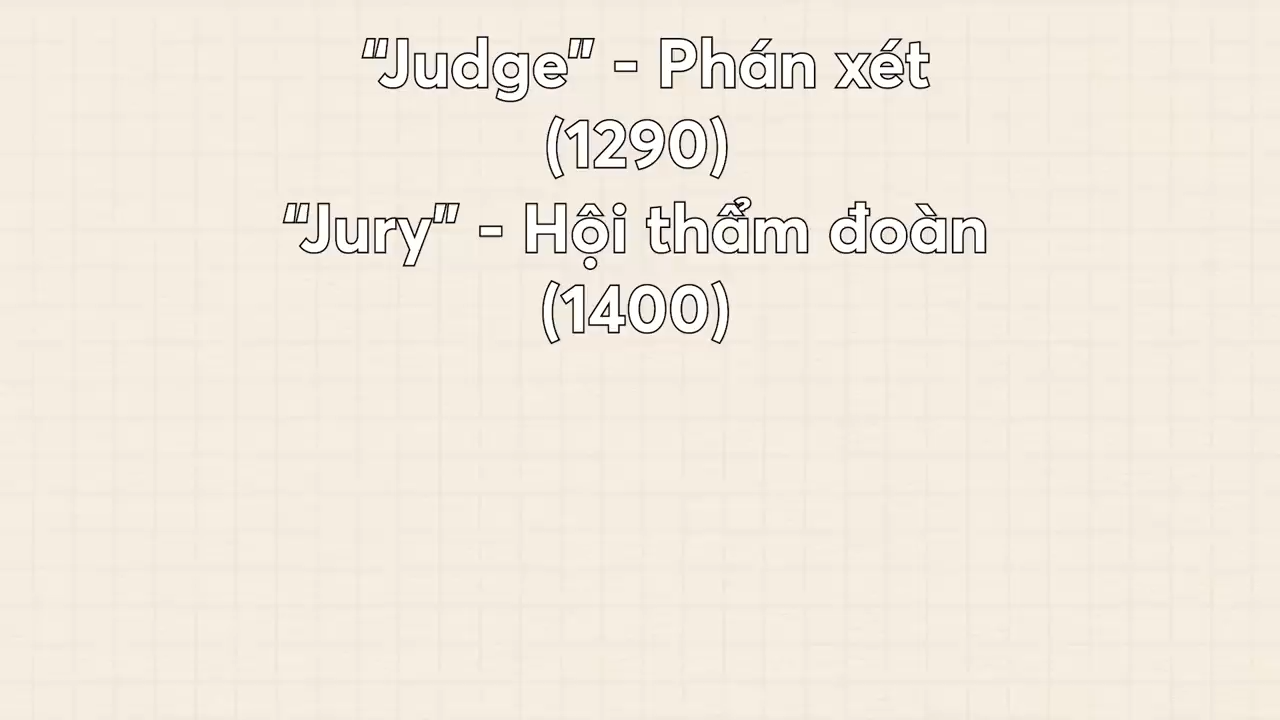 “Judge” - Phán xét
(1290)
“Jury” - Hội thẩm đoàn
(1400)